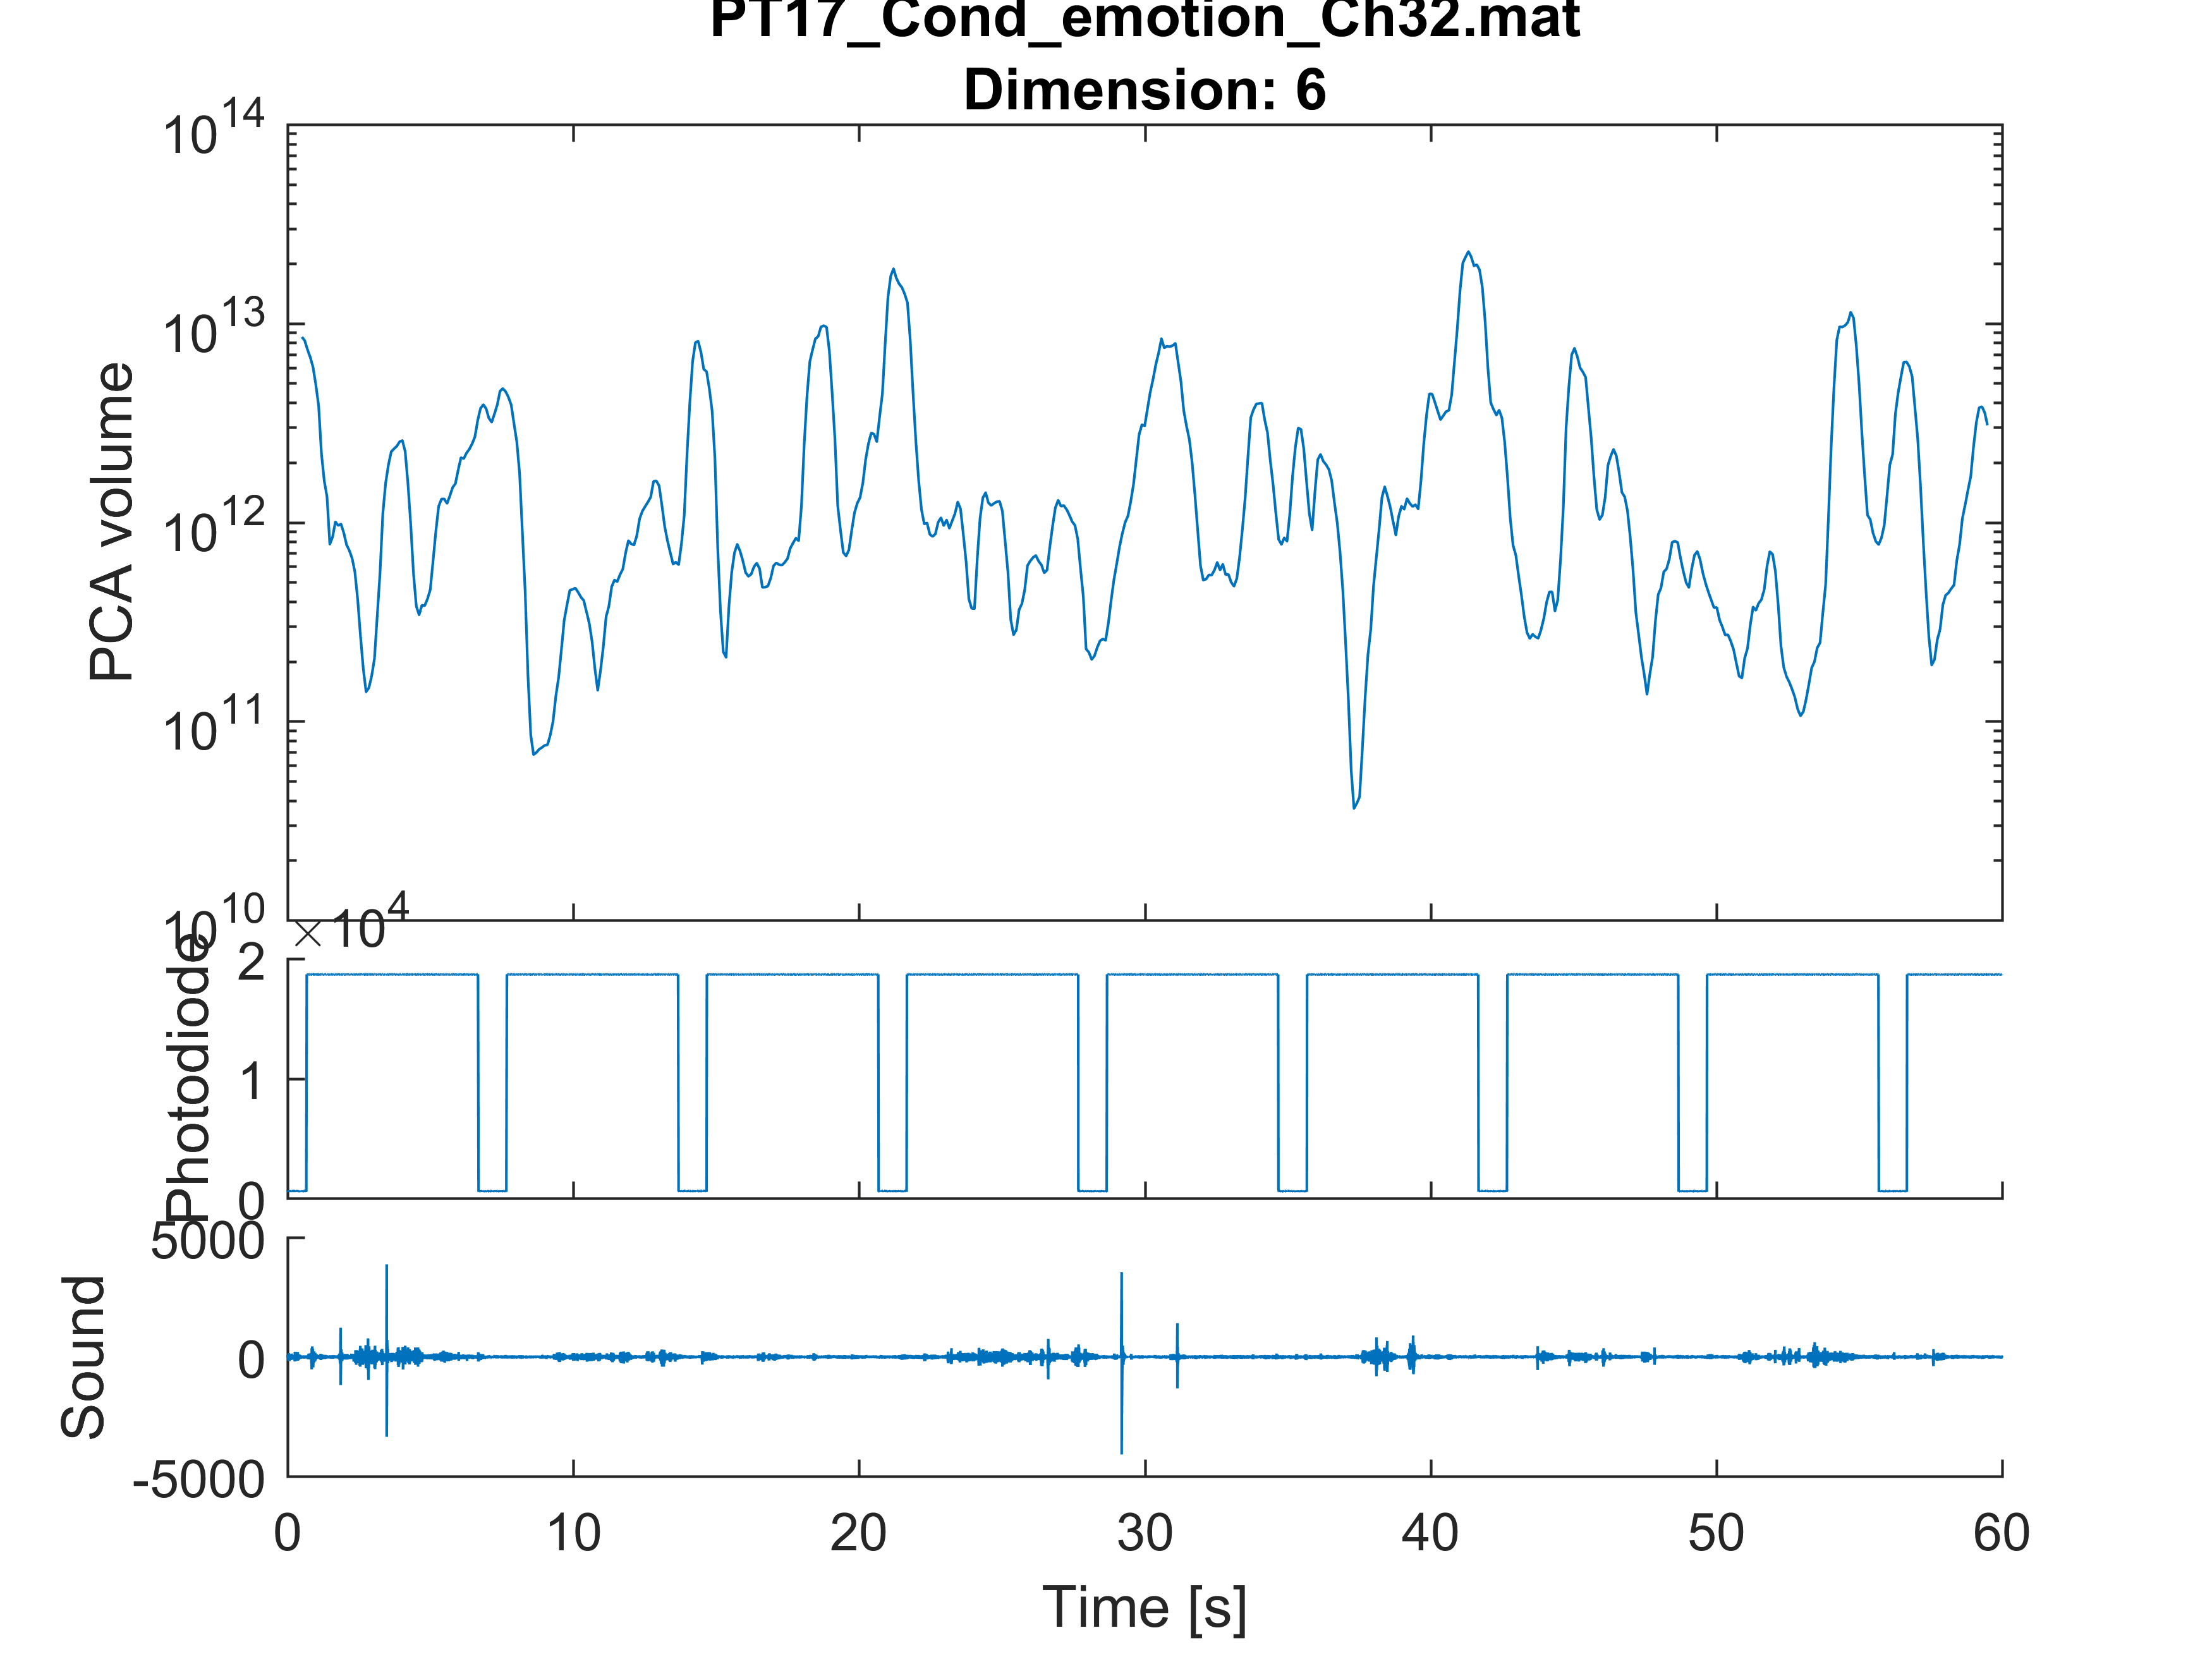 PT17_Cond_emotion_Ch32.mat
Dimension: 6
10^14
10^13
10^12
10^11
10^10
PCA volume
× 10^4
2
1
0
Photodiode
5000
0
-5000
Sound
0 10 20 30 40 50 60
Time [s]